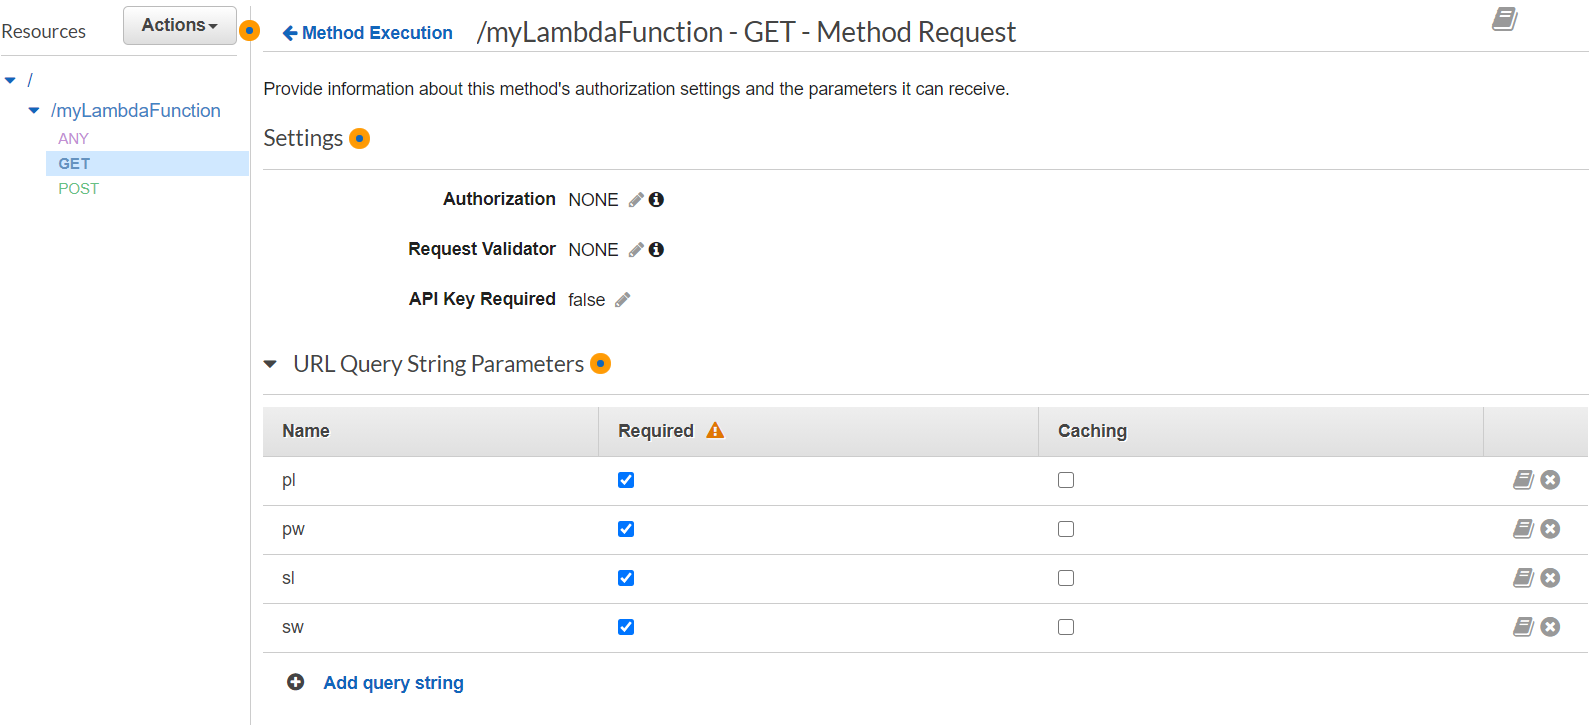 Resources
Actions
Method Execution
/myLambdaFunction - GET - Method Request
/
/myLambdaFunction
ANY
GET
POST
Provide information about this method's authorization settings and the parameters it can receive.
Settings
Authorization NONE
Request Validator NONE
API Key Required false
URL Query String Parameters
Name Required Caching
pl
pw
sl
sw
Add query string